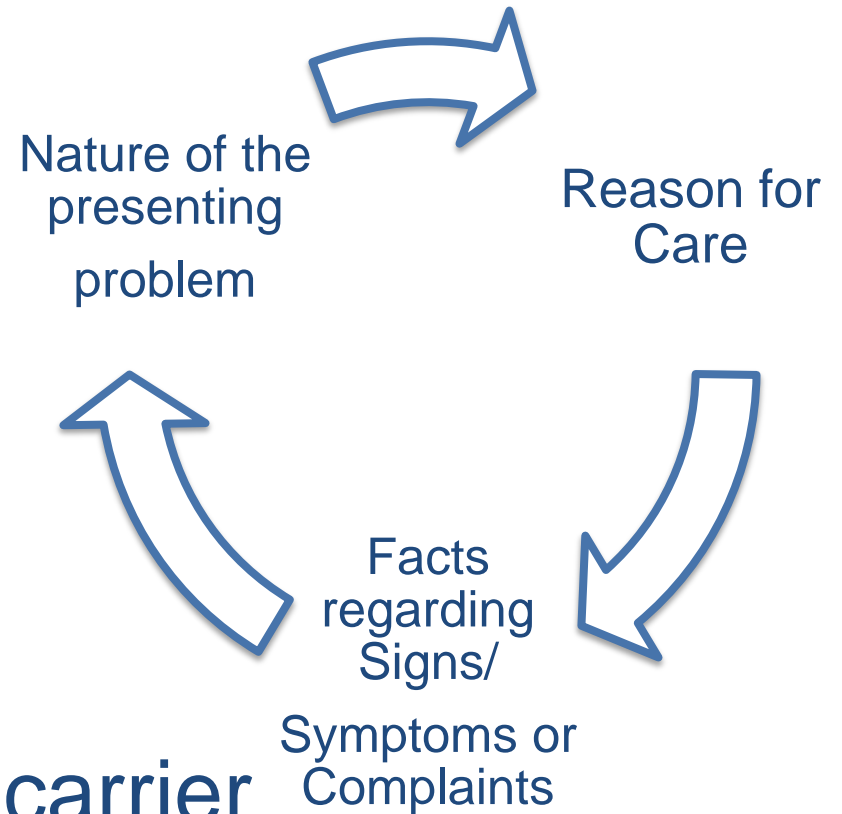 Nature of the
presenting
problem
Reason for
Care
Facts
regarding
Signs/
Symptoms or
Complaints
carrier